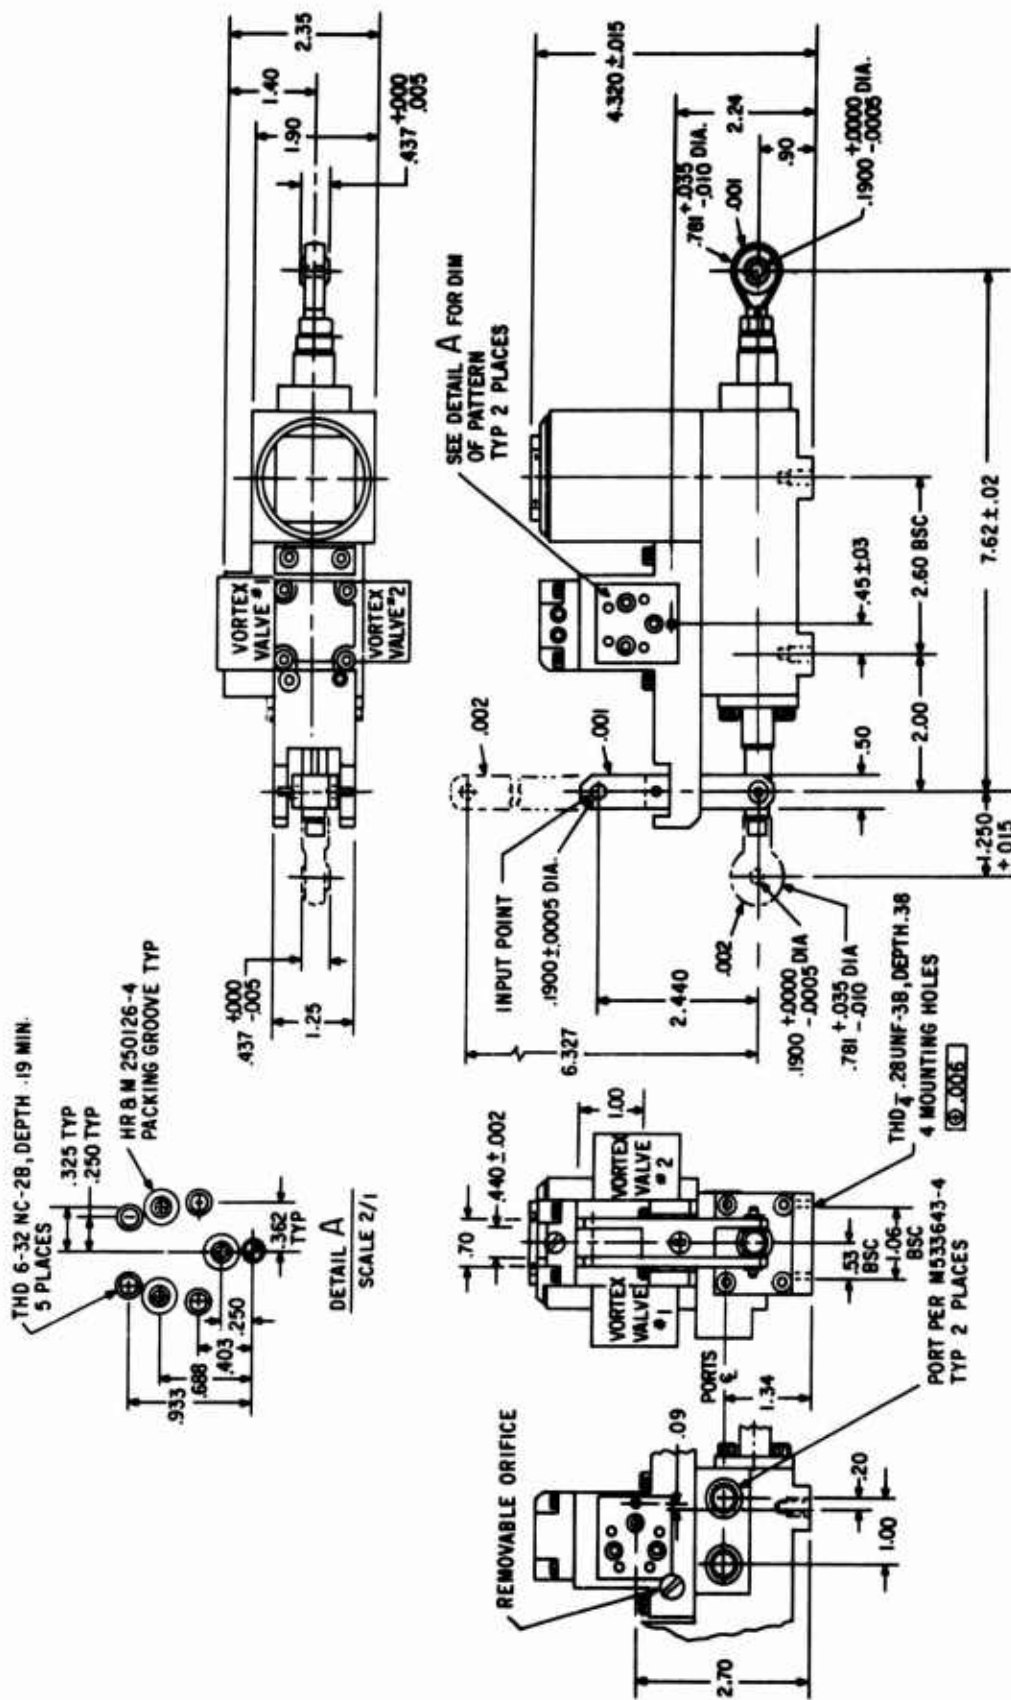 THD 6-32 NC-2B, DEPTH .19 MIN.
5 PLACES
.325 TYP
.250 TYP
HR & M 250126-4
PACKING GROOVE TYP
.933
.688
.403
.250
.362
TYP
DETAIL A
SCALE 2/1
.437 +.000
-.005
1.25
VORTEX
VALVE #1
VORTEX
VALVE #2
1.90
1.40
2.35
.437 +.000
.005
REMOVABLE ORIFICE
2.70
.09
.20
1.00
PORTS
℄
1.34
PORT PER MS33643-4
TYP 2 PLACES
.70
.440 ±.002
1.00
VORTEX
VALVE
#1
VORTEX
VALVE
#2
.53
BSC
1.06
BSC
THD ¼-28UNF-3B, DEPTH .38
4 MOUNTING HOLES
⊕ .006
6.327
2.440
INPUT POINT
.1900±.0005 DIA.
.002
.001
.002
.1900 +.0000 DIA
-.0005
.781 +.035 DIA
-.010
SEE DETAIL A FOR DIM
OF PATTERN
TYP 2 PLACES
.50
2.00
.45±.03
2.60 BSC
1.250
+.015
7.62±.02
4.320±.015
2.24
.90
.781 +.035 DIA.
-.010
.001
.1900 +.0000 DIA.
-.0005